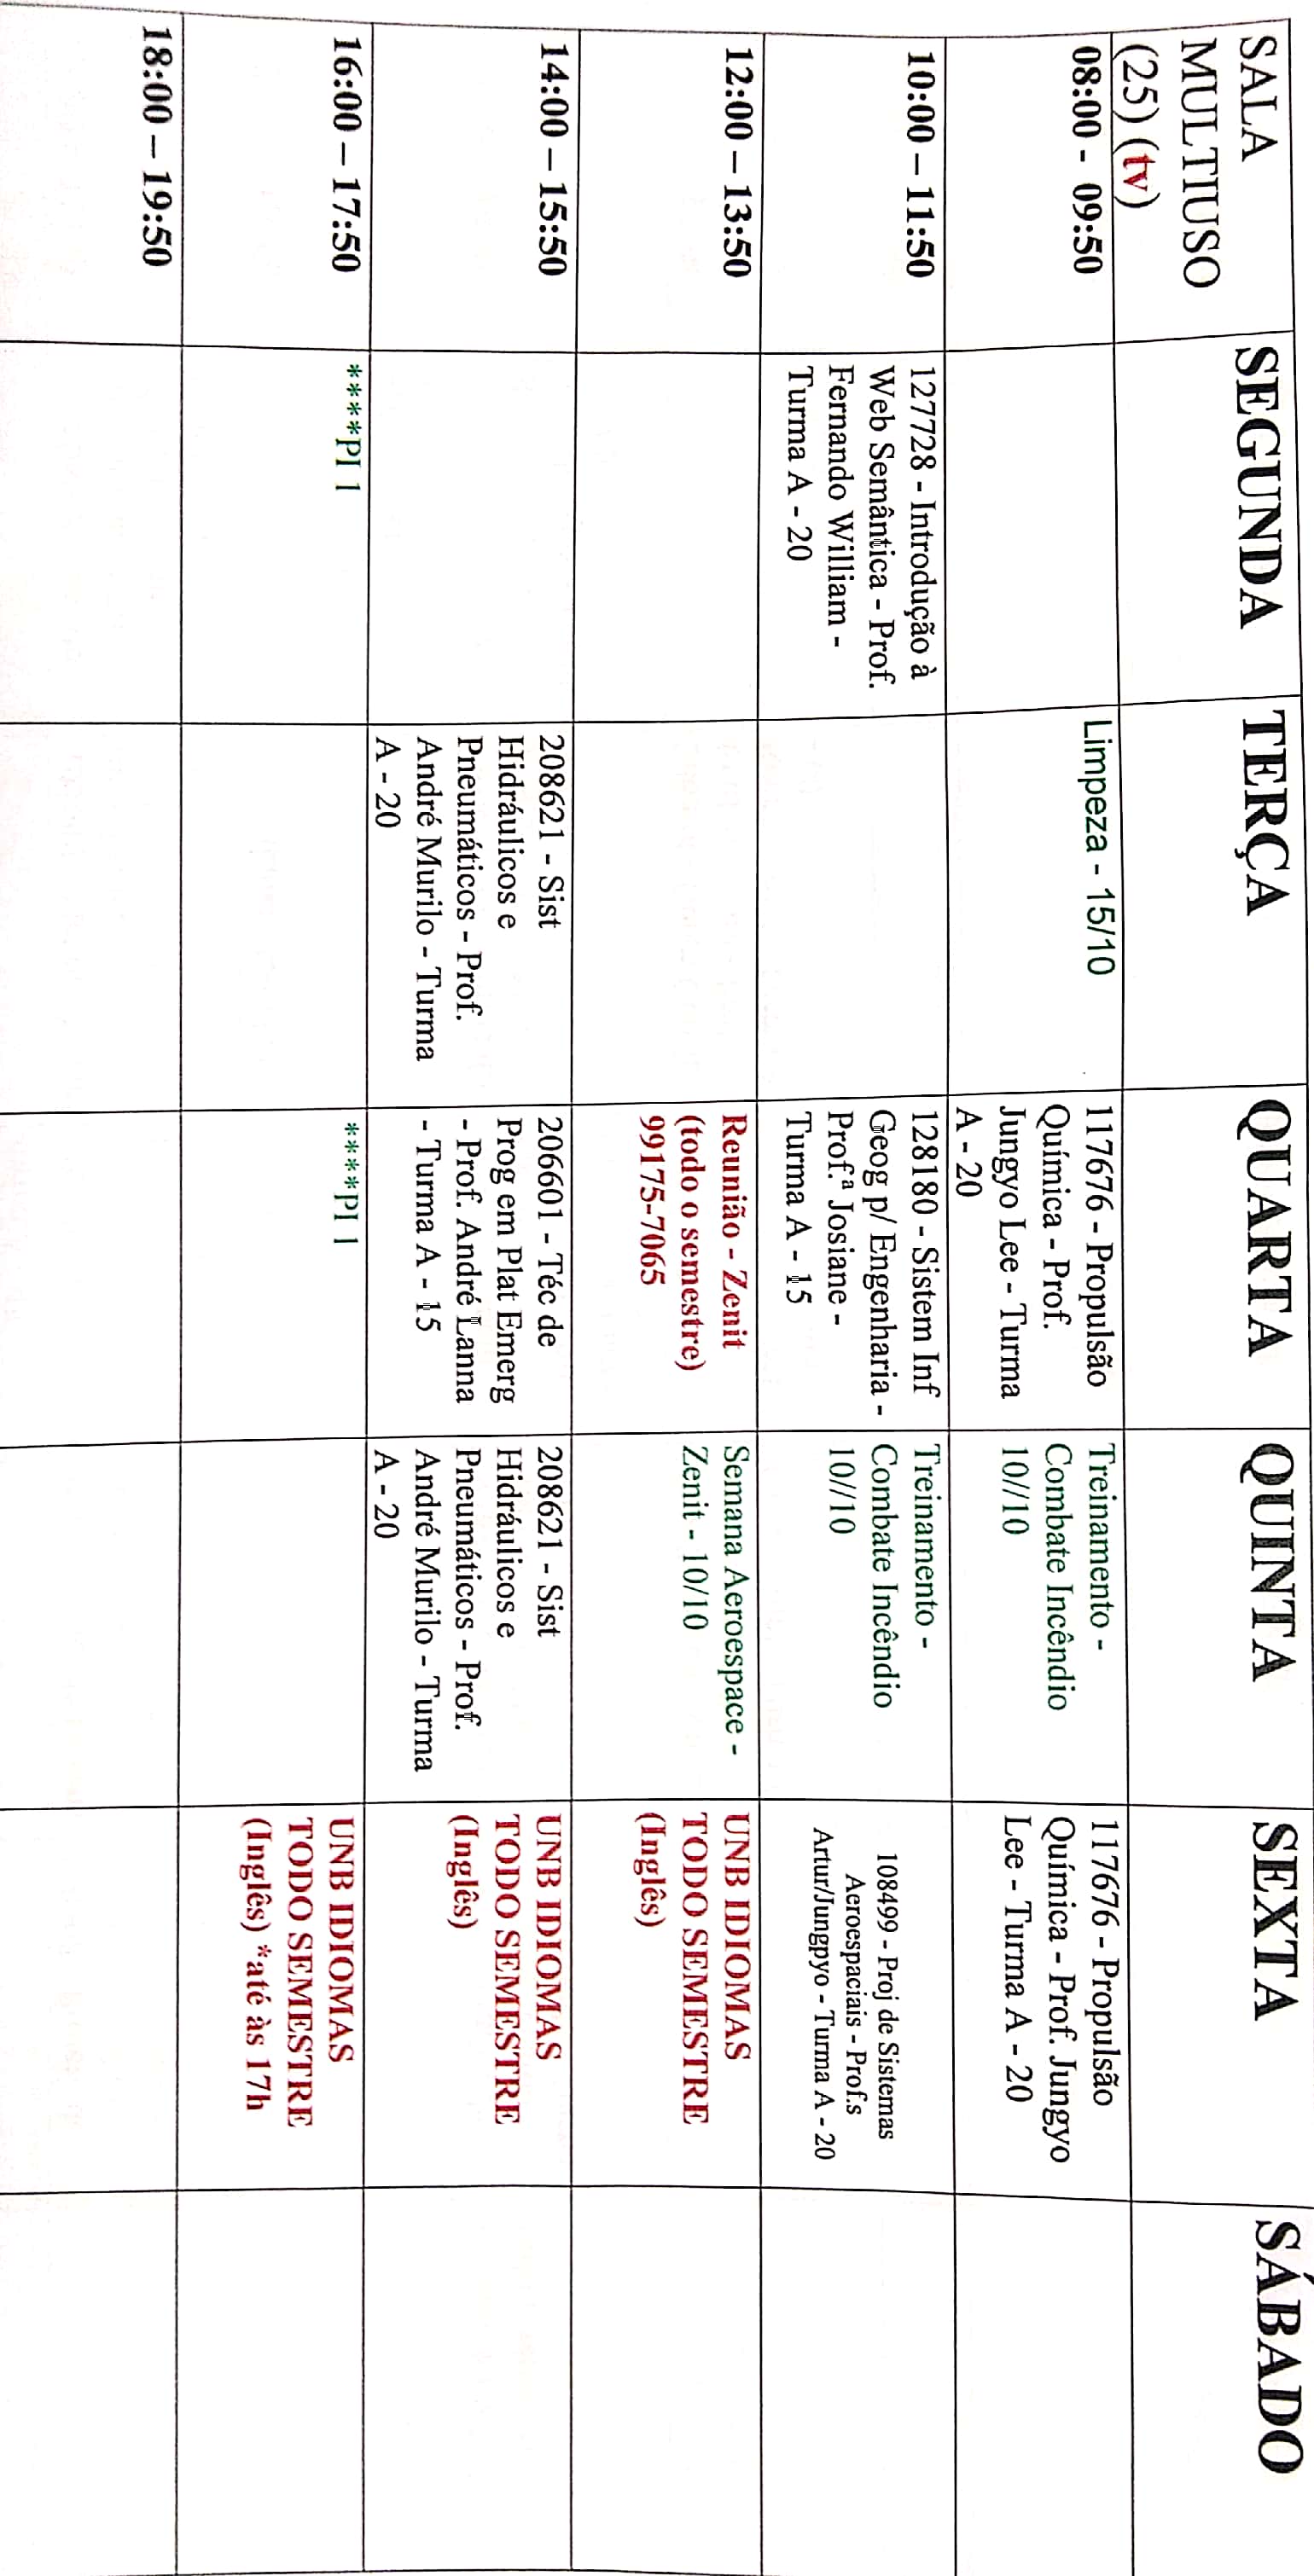 SALA
MULTIUSO
(25) (tv)
SEGUNDA
TERÇA
QUARTA
QUINTA
SEXTA
SÁBADO
08:00 - 09:50
Limpeza - 15/10
117676 - Propulsão
Química - Prof.
Jungyo Lee - Turma
A - 20
Treinamento -
Combate Incêndio
10//10
117676 - Propulsão
Química - Prof. Jungyo
Lee - Turma A - 20
10:00 – 11:50
127728 - Introdução à
Web Semântica - Prof.
Fernando William -
Turma A - 20
128180 - Sistem Inf
Geog p/ Engenharia -
Prof.ª Josiane -
Turma A - 15
Treinamento -
Combate Incêndio
10//10
108499 - Proj de Sistemas
Aeroespaciais - Prof.s
Artur/Jungpyo - Turma A - 20
12:00 – 13:50
Reunião - Zenit
(todo o semestre)
99175-7065
Semana Aeroespace -
Zenit - 10/10
UNB IDIOMAS
TODO SEMESTRE
(Inglês)
14:00 – 15:50
208621 - Sist
Hidráulicos e
Pneumáticos - Prof.
André Murilo - Turma
A - 20
206601 - Téc de
Prog em Plat Emerg
- Prof. André Lanna
- Turma A - 15
208621 - Sist
Hidráulicos e
Pneumáticos - Prof.
André Murilo - Turma
A - 20
UNB IDIOMAS
TODO SEMESTRE
(Inglês)
16:00 – 17:50
****PI 1
****PI 1
UNB IDIOMAS
TODO SEMESTRE
(Inglês) *até às 17h
18:00 – 19:50